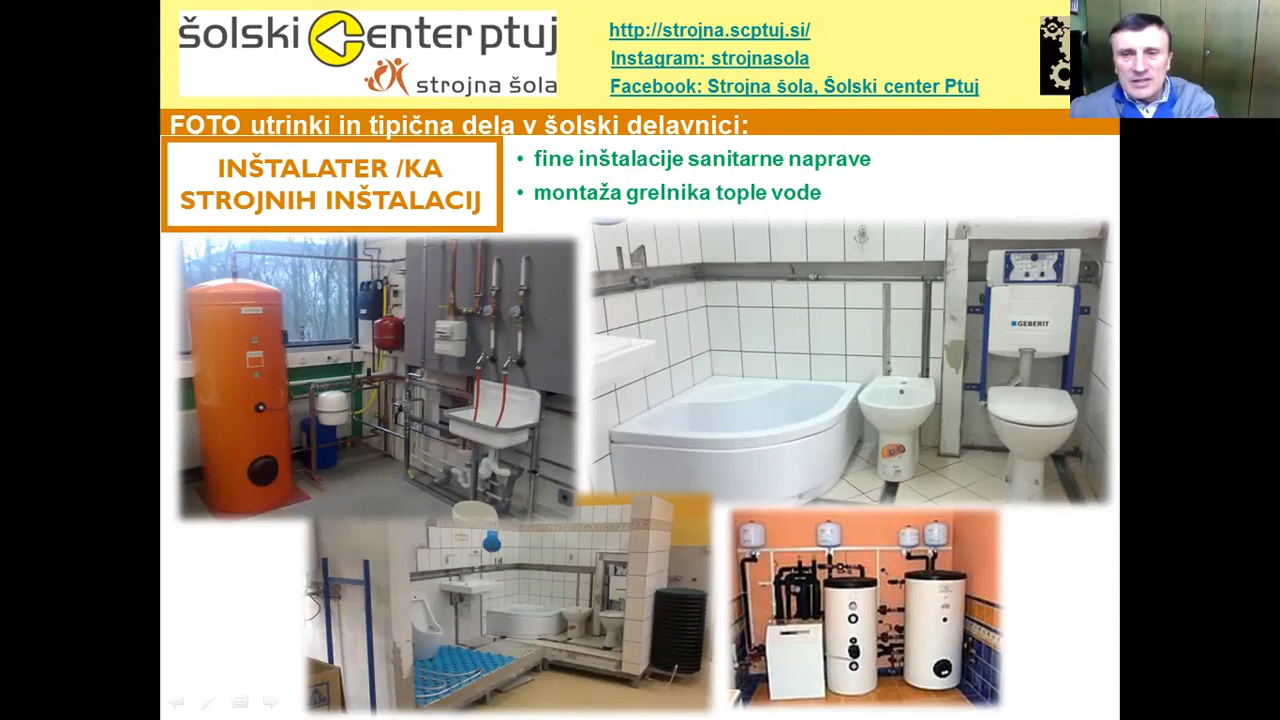 šolski center ptuj
strojna šola
http://strojna.scptuj.si/
Instagram: strojnasola
Facebook: Strojna šola, Šolski center Ptuj
FOTO utrinki in tipična dela v šolski delavnici:
INŠTALATER /KA
STROJNIH INŠTALACIJ
• fine inštalacije sanitarne naprave
• montaža grelnika tople vode
GEBERIT